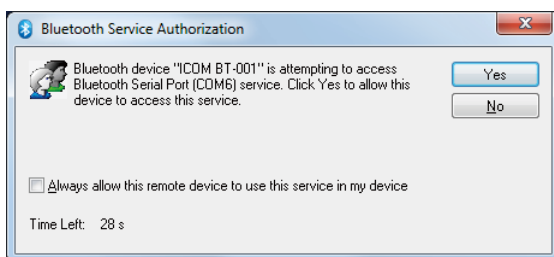 Bluetooth Service Authorization
Bluetooth device "ICOM BT-001" is attempting to access
Bluetooth Serial Port (COM6) service. Click Yes to allow this
device to access this service.
Yes
No
Always allow this remote device to use this service in my device
Time Left: 28 s